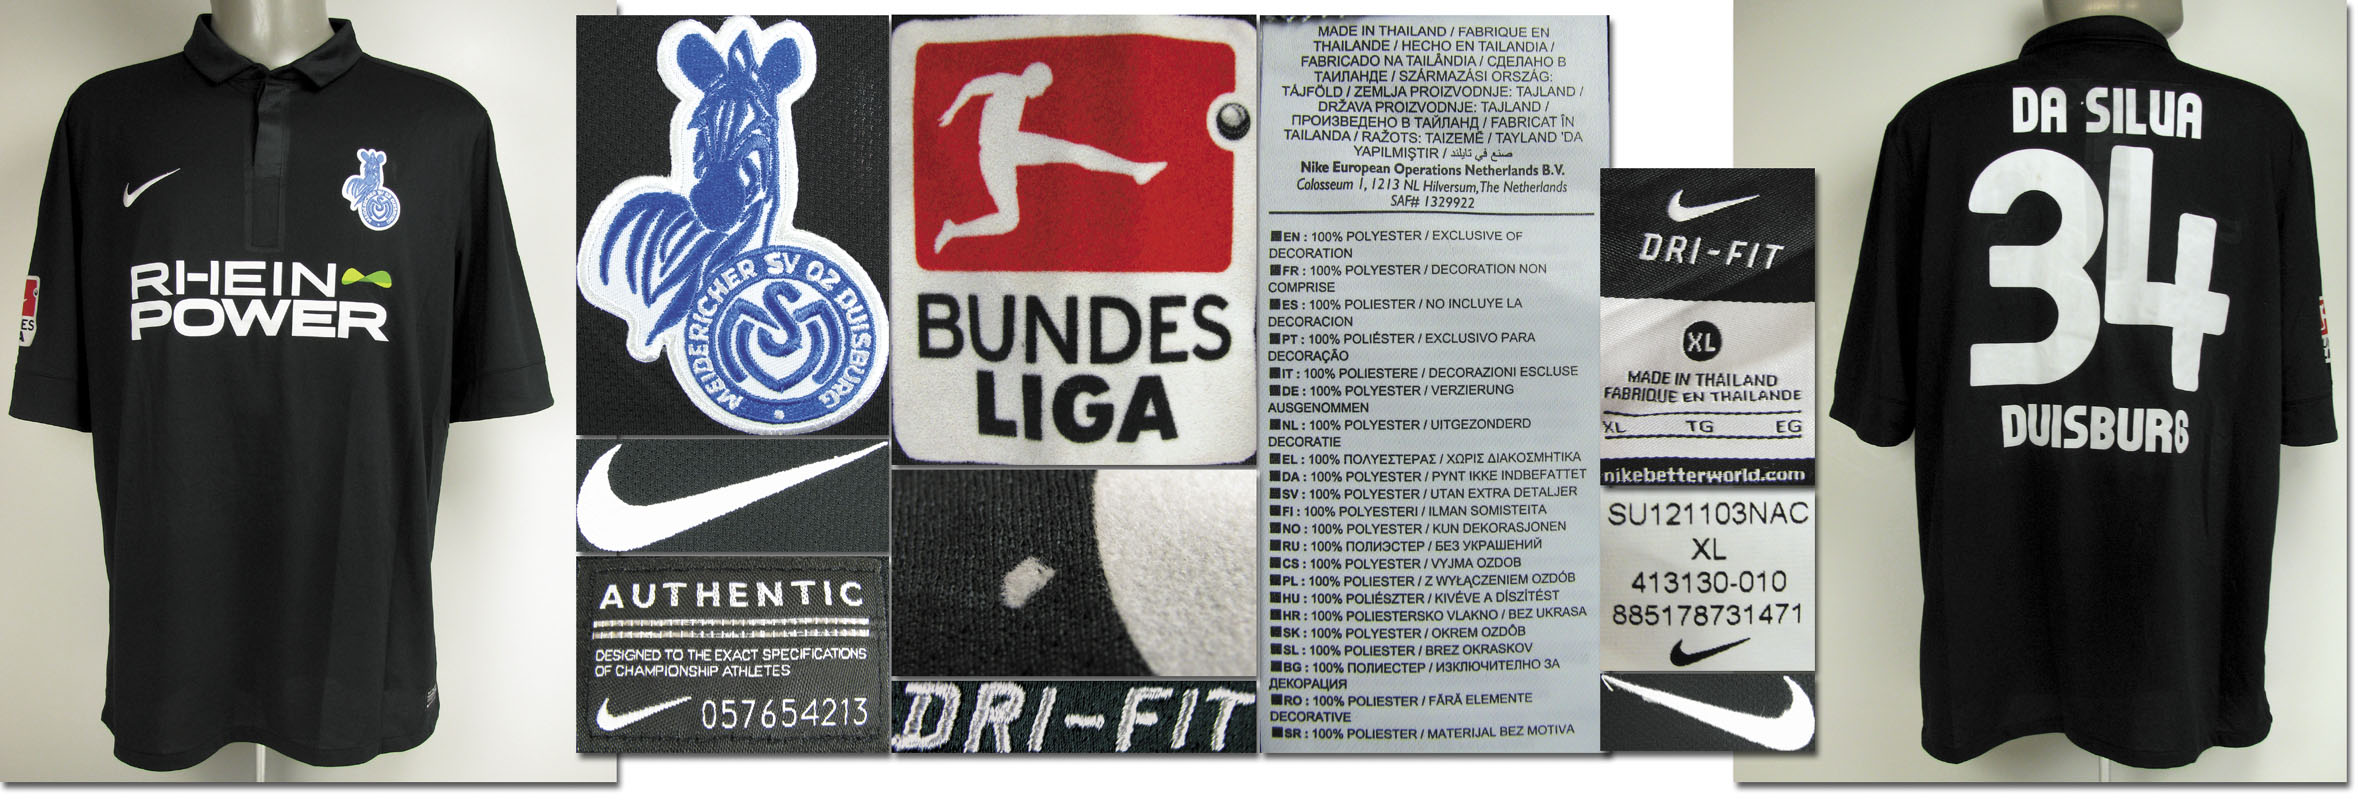 RHEIN
POWER
ES
A
MEIDERICHER SV 02 DUISBURG
MSV
AUTHENTIC
DESIGNED TO THE EXACT SPECIFICATIONS
OF CHAMPIONSHIP ATHLETES
057654213
BUNDES
LIGA
DRI-FIT
MADE IN THAILAND / FABRIQUE EN
THAILANDE / HECHO EN TAILANDIA /
FABRICADO NA TAILÂNDIA / СДЕЛАНО В
ТАИЛАНДЕ / SZÁRMAZÁSI ORSZÁG:
TÁJFÖLD / ZEMLJA PROIZVODNJE: TAJLAND /
DRŽAVA PROIZVODNJE: TAJLAND /
ПРОИЗВЕДЕНО В ТАЙЛАНД / FABRICAT ÎN
TAILANDA / RAŽOTS: TAIZEMĒ / TAYLAND 'DA
YAPILMIŞTIR / صنع في تايلند
Nike European Operations Netherlands B.V.
Colosseum 1, 1213 NL Hilversum, The Netherlands
SAF# 1329922
EN : 100% POLYESTER / EXCLUSIVE OF
DECORATION
FR : 100% POLYESTER / DECORATION NON
COMPRISE
ES : 100% POLIESTER / NO INCLUYE LA
DECORACION
PT : 100% POLIÉSTER / EXCLUSIVO PARA
DECORAÇÃO
IT : 100% POLIESTERE / DECORAZIONI ESCLUSE
DE : 100% POLYESTER / VERZIERUNG
AUSGENOMMEN
NL : 100% POLYESTER / UITGEZONDERD
DECORATIE
EL : 100% ΠΟΛΥΕΣΤΕΡΑΣ / ΧΩΡΙΣ ΔΙΑΚΟΣΜΗΤΙΚΑ
DA : 100% POLYESTER / PYNT IKKE INDBEFATTET
SV : 100% POLYESTER / UTAN EXTRA DETALJER
FI : 100% POLYESTERI / ILMAN SOMISTEITA
NO : 100% POLYESTER / KUN DEKORASJONEN
RU : 100% ПОЛИЭСТЕР / БЕЗ УКРАШЕНИЙ
CS : 100% POLYESTER / VYJMA OZDOB
PL : 100% POLIESTER / Z WYŁĄCZENIEM OZDÓB
HU : 100% POLIÉSZTER / KIVÉVE A DÍSZÍTÉST
HR : 100% POLIESTERSKO VLAKNO / BEZ UKRASA
SK : 100% POLYESTER / OKREM OZDÔB
SL : 100% POLYESTER / BREZ OKRASKOV
BG : 100% ПОЛИЕСТЕР / ИЗКЛЮЧИТЕЛНО ЗА
ДЕКОРАЦИЯ
RO : 100% POLIESTER / FĂRĂ ELEMENTE
DECORATIVE
SR : 100% POLIESTER / MATERIJAL BEZ MOTIVA
DRI-FIT
XL
MADE IN THAILAND
FABRIQUE EN THAILANDE
XL TG EG
nikebetterworld.com
SU121103NAC
XL
413130-010
885178731471
DA SILVA
34
DUISBURG